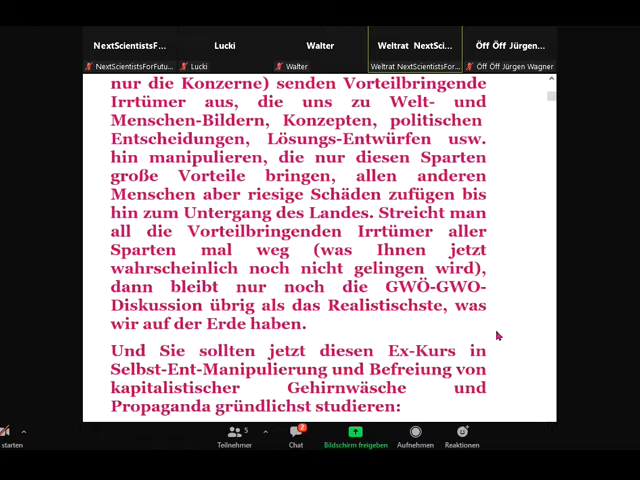 NextScientistsF...
Lucki
Walter
Weltrat NextSci...
Öff Öff Jürgen...
NextScientistsForFutu...
Lucki
Walter
Weltrat NextScientistsFor...
Öff Öff Jürgen Wagner
nur die Konzerne) senden Vorteilbringende
Irrtümer aus, die uns zu Welt- und
Menschen-Bildern, Konzepten, politischen
Entscheidungen, Lösungs-Entwürfen usw.
hin manipulieren, die nur diesen Sparten
große Vorteile bringen, allen anderen
Menschen aber riesige Schäden zufügen bis
hin zum Untergang des Landes. Streicht man
all die Vorteilbringenden Irrtümer aller
Sparten mal weg (was Ihnen jetzt
wahrscheinlich noch nicht gelingen wird),
dann bleibt nur noch die GWÖ-GWO-
Diskussion übrig als das Realistischste, was
wir auf der Erde haben.
Und Sie sollten jetzt diesen Ex-Kurs in
Selbst-Ent-Manipulierung und Befreiung von
kapitalistischer Gehirnwäsche und
Propaganda gründlichst studieren:
5
2
starten
Teilnehmer
Chat
Bildschirm freigeben
Aufnehmen
Reaktionen